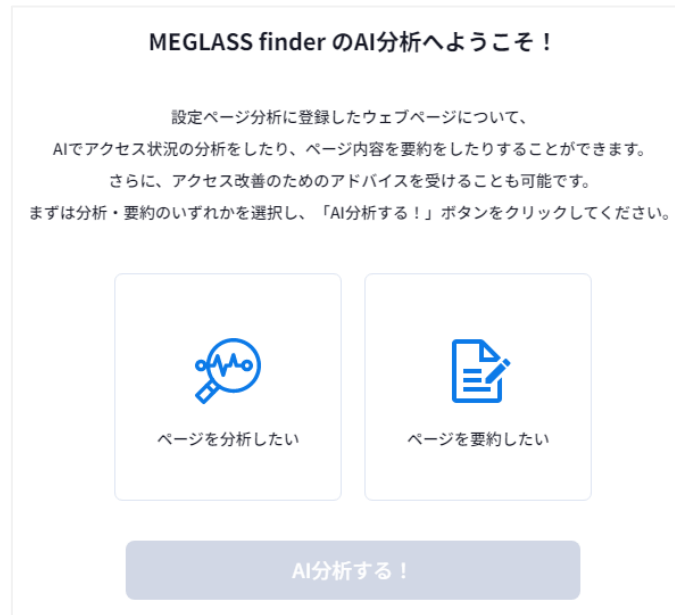 MEGLASS finder のAI分析へようこそ！
設定ページ分析に登録したウェブページについて、
AIでアクセス状況の分析をしたり、ページ内容を要約をしたりすることができます。
さらに、アクセス改善のためのアドバイスを受けることも可能です。
まずは分析・要約のいずれかを選択し、「AI分析する！」ボタンをクリックしてください。
ページを分析したい
ページを要約したい
AI分析する！